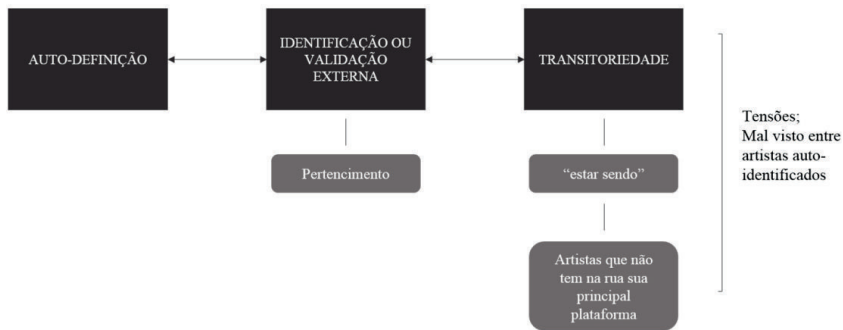 AUTO-DEFINIÇÃO
IDENTIFICAÇÃO OU
VALIDAÇÃO
EXTERNA
TRANSITORIEDADE
Pertencimento
“estar sendo”
Artistas que não
tem na rua sua
principal
plataforma
Tensões;
Mal visto entre
artistas auto-
identificados